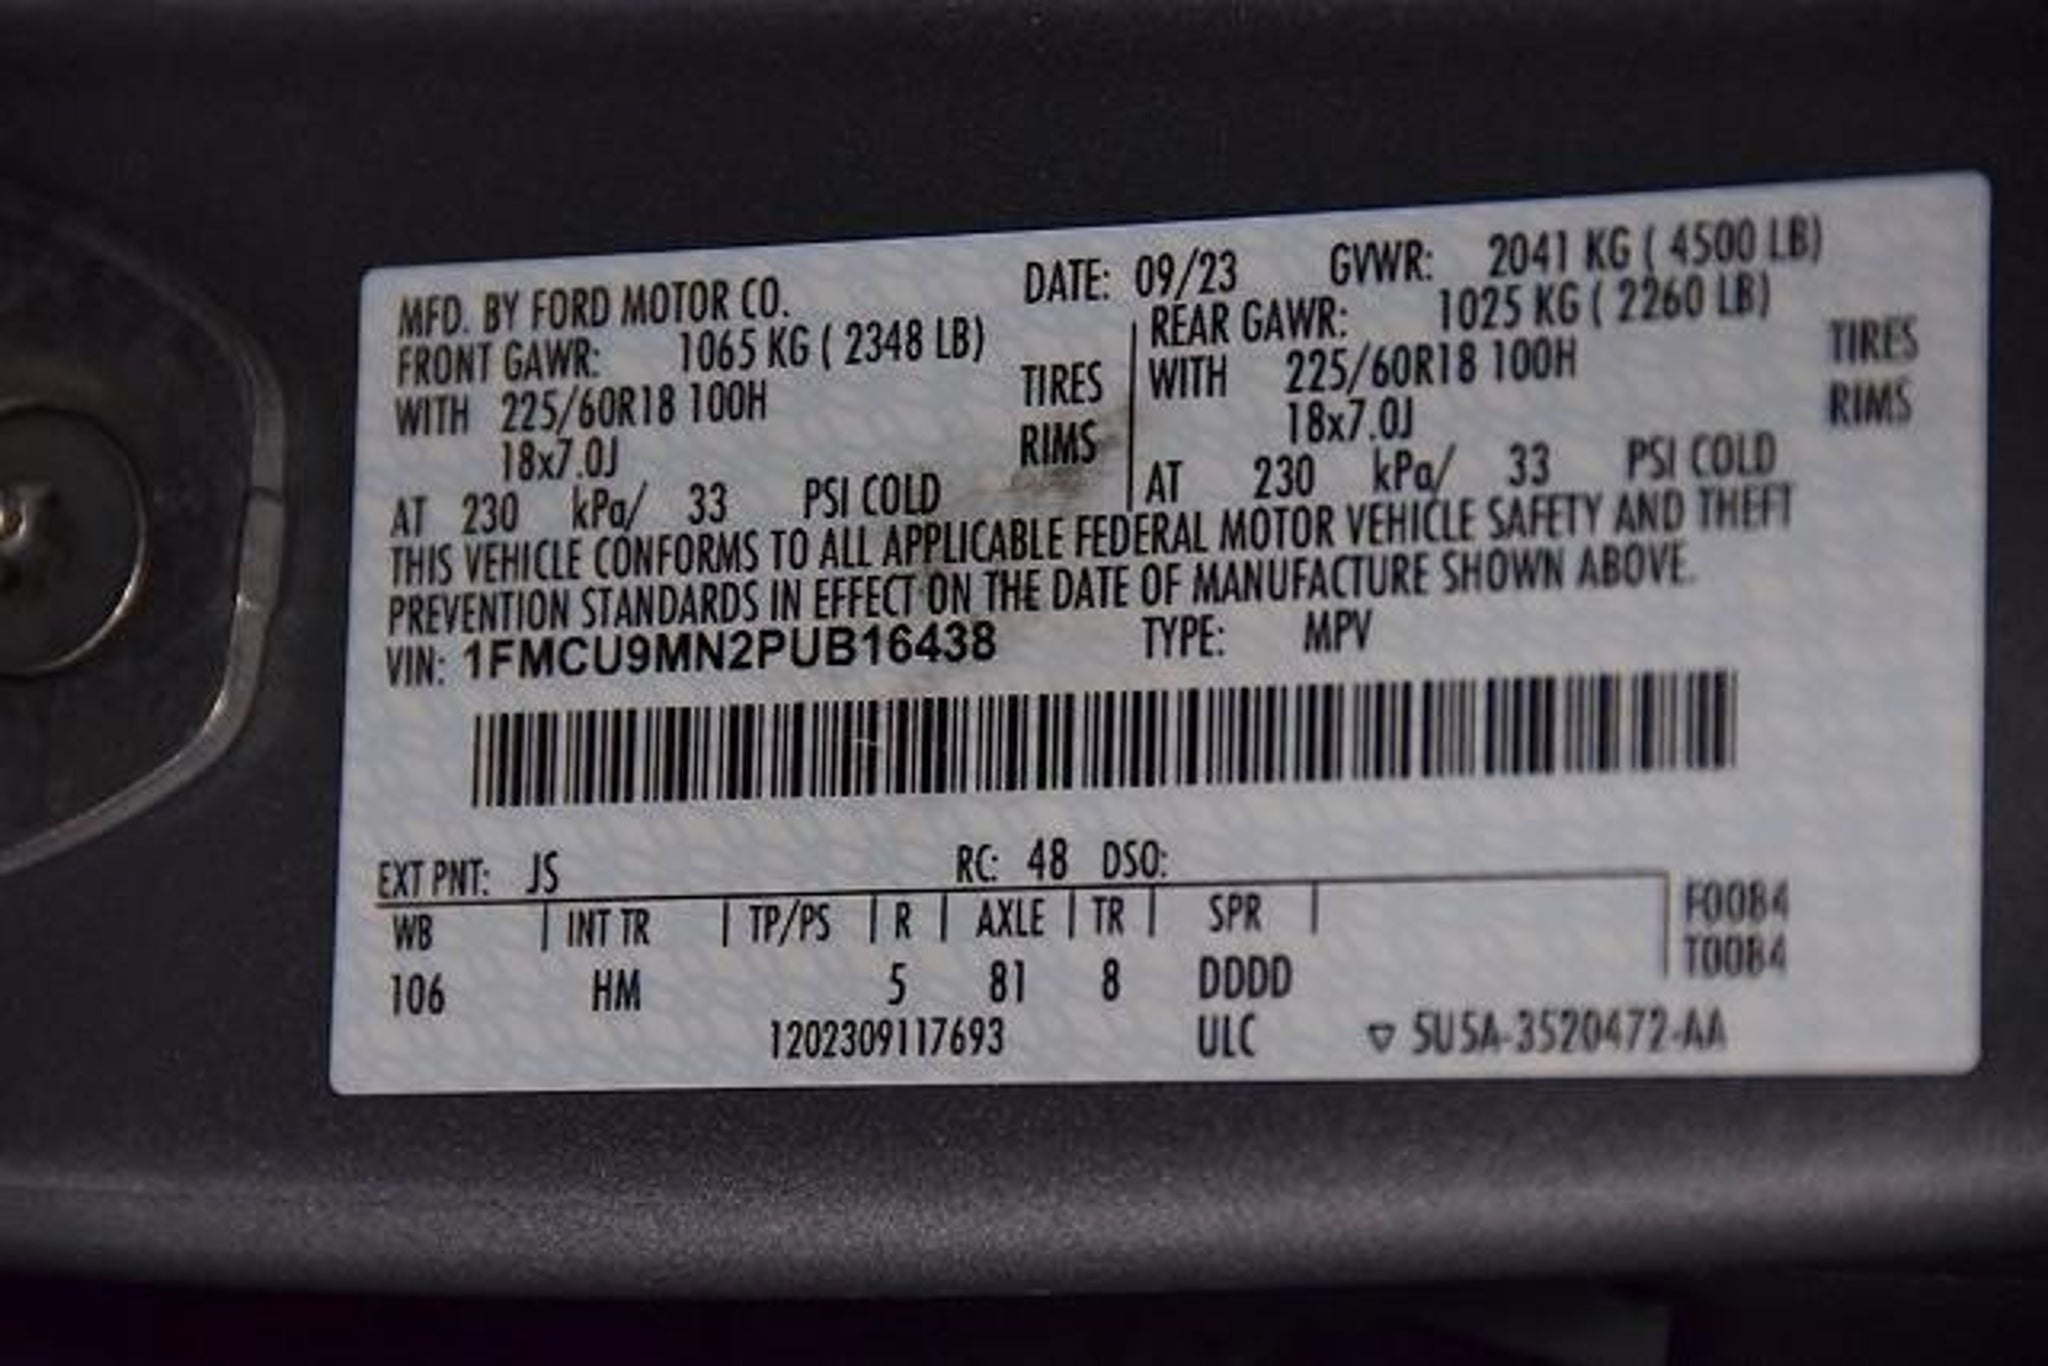 MFD. BY FORD MOTOR CO. DATE: 09/23 GVWR: 2041 KG ( 4500 LB)
FRONT GAWR: 1065 KG ( 2348 LB) REAR GAWR: 1025 KG ( 2260 LB)
WITH 225/60R18 100H TIRES WITH 225/60R18 100H TIRES
18x7.0J RIMS 18x7.0J RIMS
AT 230 kPa/ 33 PSI COLD AT 230 kPa/ 33 PSI COLD
THIS VEHICLE CONFORMS TO ALL APPLICABLE FEDERAL MOTOR VEHICLE SAFETY AND THEFT
PREVENTION STANDARDS IN EFFECT ON THE DATE OF MANUFACTURE SHOWN ABOVE.
VIN: 1FMCU9MN2PUB16438 TYPE: MPV
EXT PNT: JS RC: 48 DSO:
WB INT TR TP/PS R AXLE TR SPR F0084
T0084
106 HM 5 81 8 DDDD
1202309117693 ULC ▽ 5U5A-3520472-AA